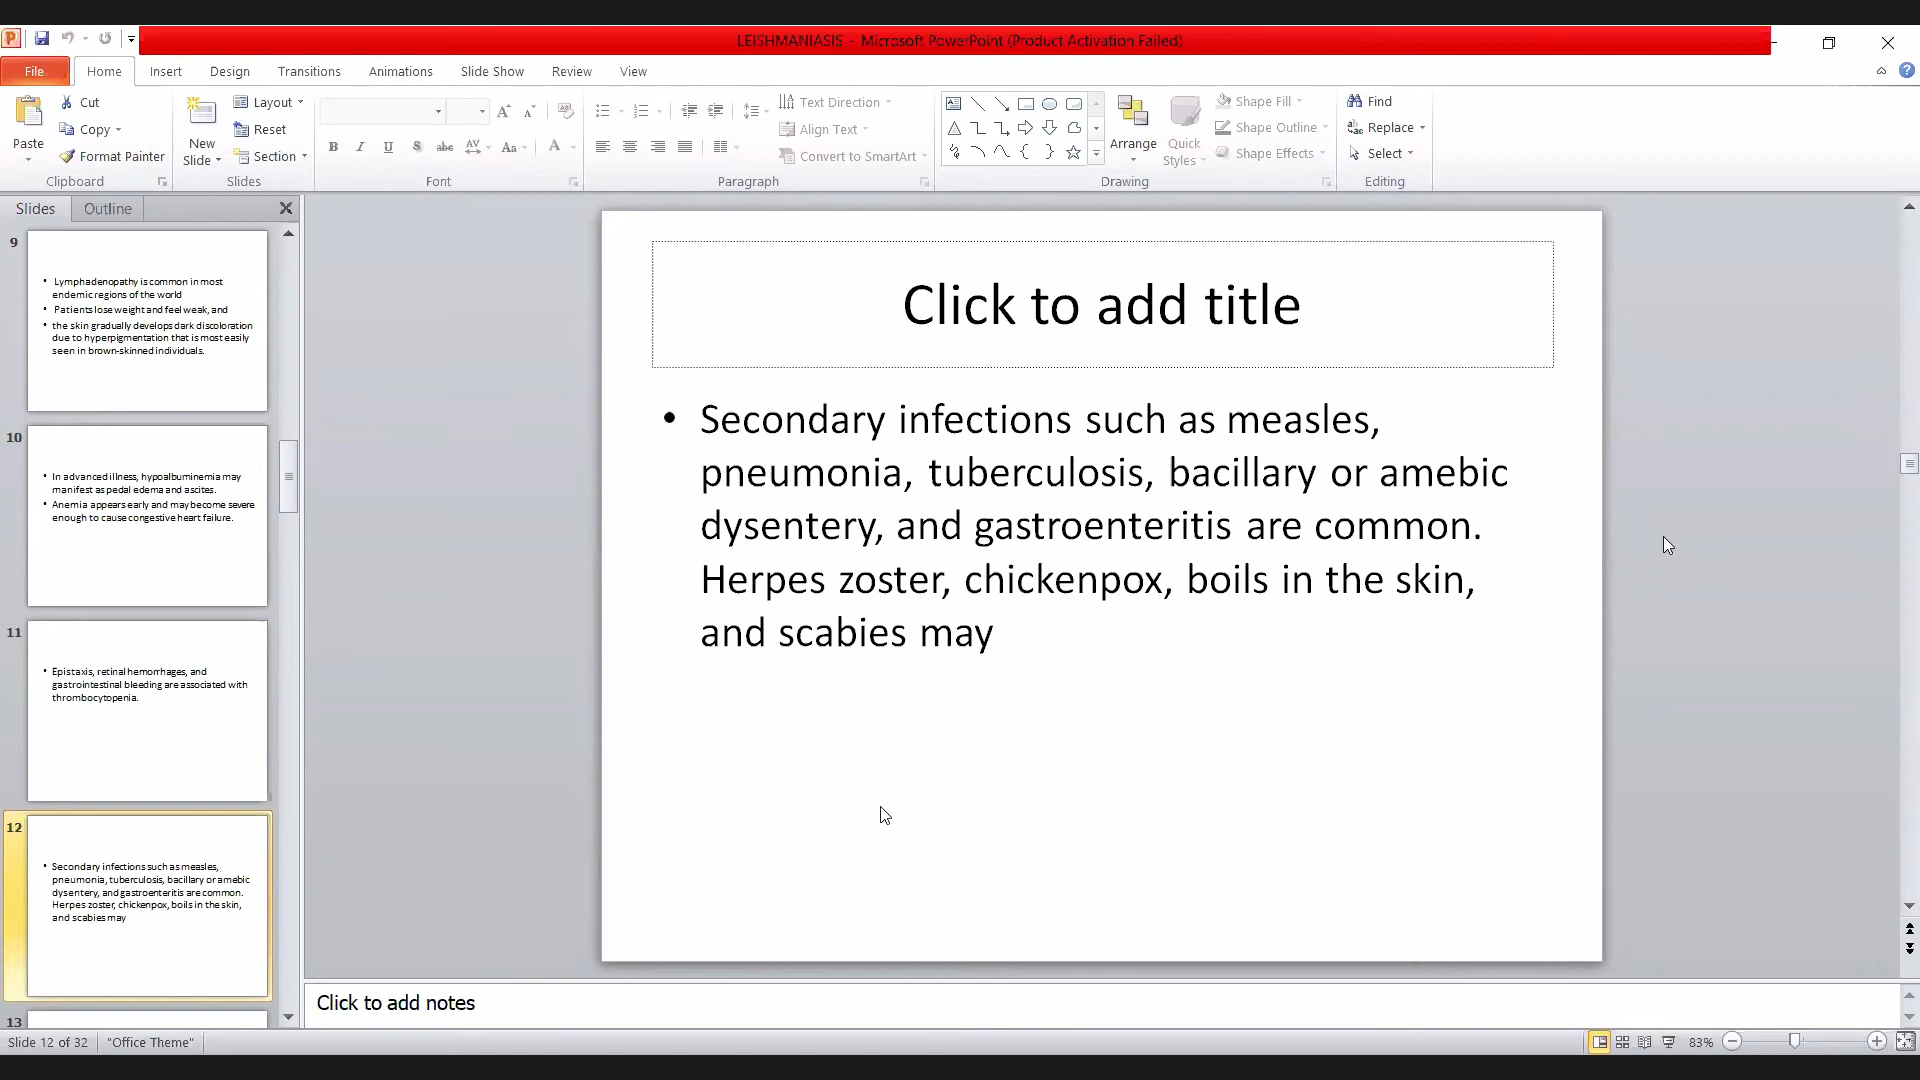 LEISHMANIASIS - Microsoft PowerPoint (Product Activation Failed)
File Home Insert Design Transitions Animations Slide Show Review View
Paste
Cut
Copy
Format Painter
Clipboard
New
Slide
Layout
Reset
Section
Slides
B I U S abc AV Aa A
Font
Text Direction
Align Text
Convert to SmartArt
Paragraph
Arrange
Quick
Styles
Shape Fill
Shape Outline
Shape Effects
Drawing
Find
Replace
Select
Editing
Slides Outline
9
• Lymphadenopathy is common in most
endemic regions of the world
• Patients lose weight and feel weak, and
• the skin gradually develops dark discoloration
due to hyperpigmentation that is most easily
seen in brown-skinned individuals.
10
• In advanced illness, hypoalbuminemia may
manifest as pedal edema and ascites.
• Anemia appears early and may become severe
enough to cause congestive heart failure.
11
• Epistaxis, retinal hemorrhages, and
gastrointestinal bleeding are associated with
thrombocytopenia.
12
• Secondary infections such as measles,
pneumonia, tuberculosis, bacillary or amebic
dysentery, and gastroenteritis are common.
Herpes zoster, chickenpox, boils in the skin,
and scabies may
13
Click to add title
• Secondary infections such as measles,
pneumonia, tuberculosis, bacillary or amebic
dysentery, and gastroenteritis are common.
Herpes zoster, chickenpox, boils in the skin,
and scabies may
Click to add notes
Slide 12 of 32 "Office Theme" 83%